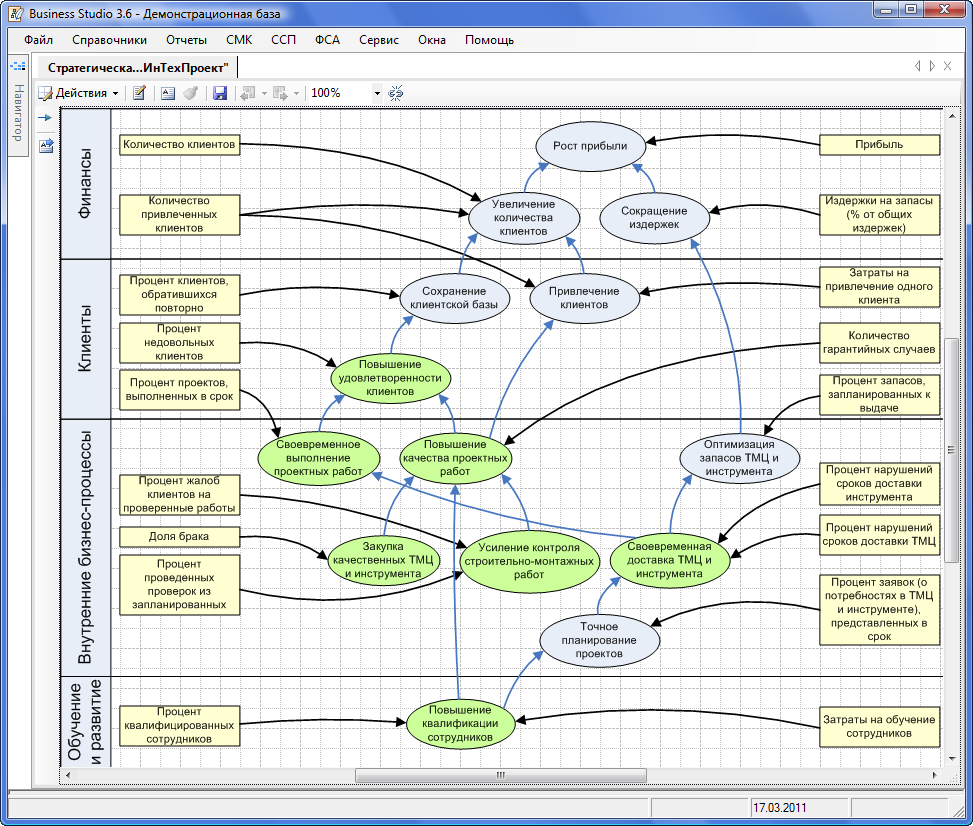 Business Studio 3.6 - Демонстрационная база
Файл Справочники Отчеты СМК ССП ФСА Сервис Окна Помощь
Стратегическа...ИнТехПроект"
Навигатор
Действия 100%
Финансы
Количество клиентов
Рост прибыли
Прибыль
Количество
привлеченных
клиентов
Увеличение
количества
клиентов
Сокращение
издержек
Издержки на запасы
(% от общих
издержек)
Клиенты
Процент клиентов,
обратившихся
повторно
Сохранение
клиентской базы
Привлечение
клиентов
Затраты на
привлечение одного
клиента
Процент
недовольных
клиентов
Количество
гарантийных случаев
Повышение
удовлетворенности
клиентов
Процент проектов,
выполненных в срок
Процент запасов,
запланированных к
выдаче
Внутренние бизнес-процессы
Своевременное
выполнение
проектных работ
Повышение
качества проектных
работ
Оптимизация
запасов ТМЦ и
инструмента
Процент жалоб
клиентов на
проверенные работы
Процент нарушений
сроков доставки
инструмента
Доля брака
Закупка
качественных ТМЦ
и инструмента
Усиление контроля
строительно-монтажных
работ
Своевременная
доставка ТМЦ и
инструмента
Процент нарушений
сроков доставки ТМЦ
Процент
проведенных
проверок из
запланированных
Точное
планирование
проектов
Процент заявок (о
потребностях в ТМЦ
и инструменте),
представленных в
срок
Обучение
и развитие
Процент
квалифицированных
сотрудников
Повышение
квалификации
сотрудников
Затраты на обучение
сотрудников
17.03.2011